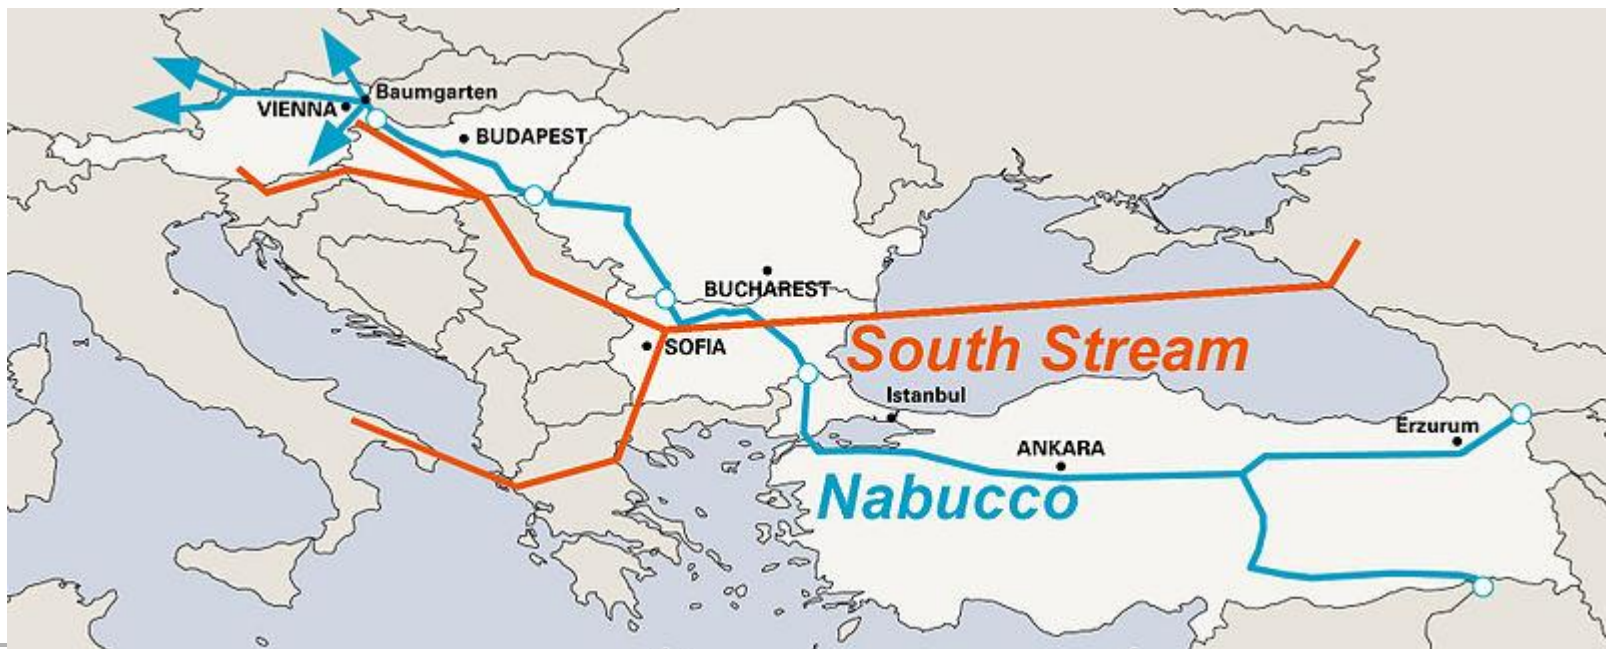 Baumgarten
VIENNA
BUDAPEST
BUCHAREST
SOFIA
South Stream
Istanbul
Erzurum
ANKARA
Nabucco